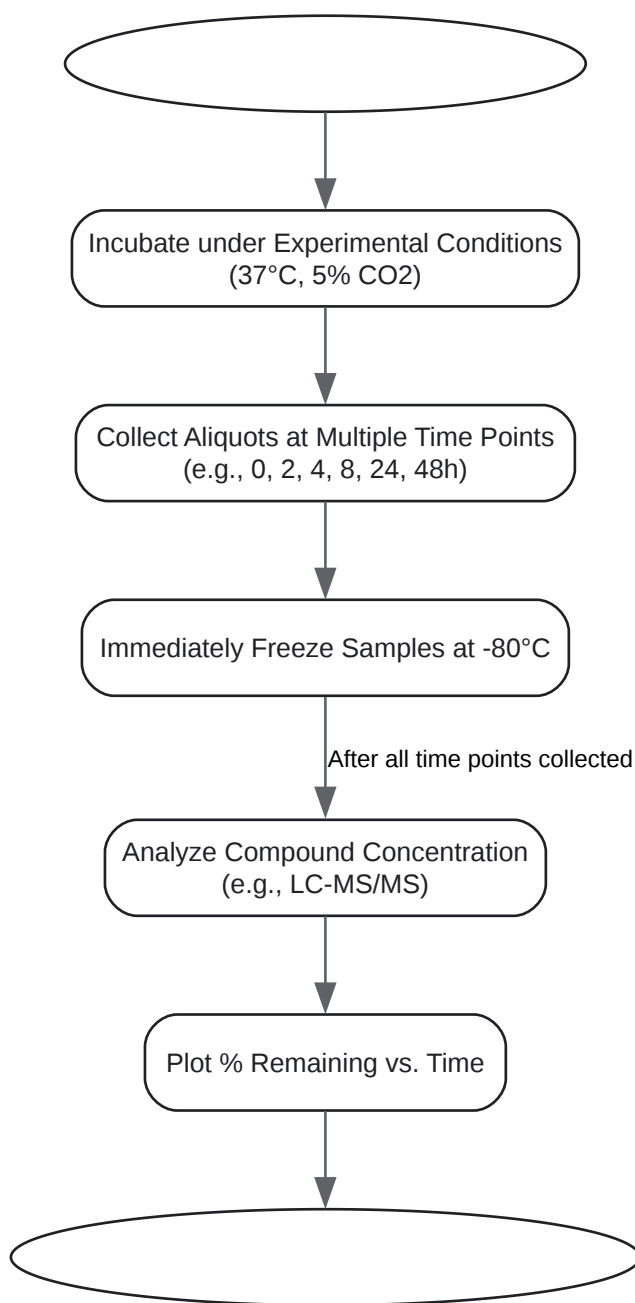 Incubate under Experimental Conditions
(37°C, 5% CO2)
Collect Aliquots at Multiple Time Points
(e.g., 0, 2, 4, 8, 24, 48h)
Immediately Freeze Samples at -80°C
After all time points collected
Analyze Compound Concentration
(e.g., LC-MS/MS)
Plot % Remaining vs. Time